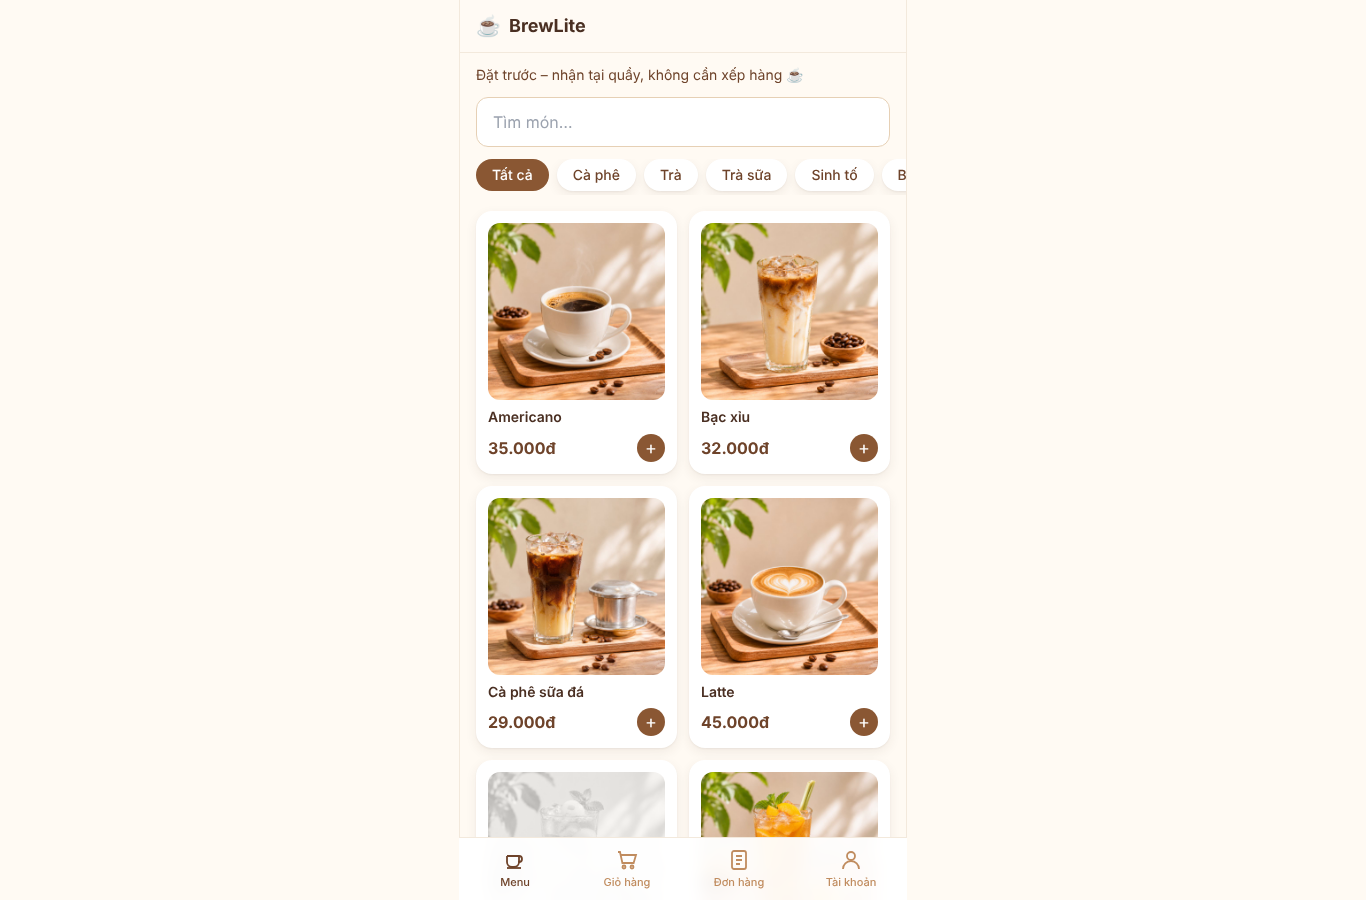 BrewLite
Đặt trước – nhận tại quầy, không cần xếp hàng
Tìm món...
Tất cả
Cà phê
Trà
Trà sữa
Sinh tố
B
Americano
35.000đ
+
Bạc xỉu
32.000đ
+
Cà phê sữa đá
29.000đ
+
Latte
45.000đ
+
Menu
Giỏ hàng
Đơn hàng
Tài khoản